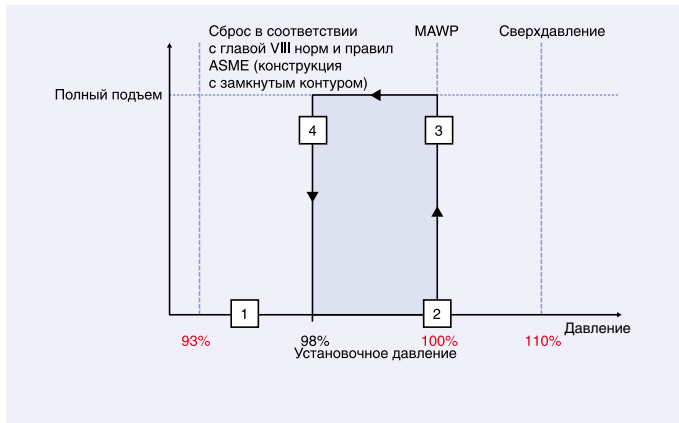 Сброс в соответствии
с главой VIII норм и правил
ASME (конструкция
с замкнутым контуром)
MAWP
Сверхдавление
Полный подъем
4
3
1
2
Давление
93%
98%
100%
110%
Установочное давление